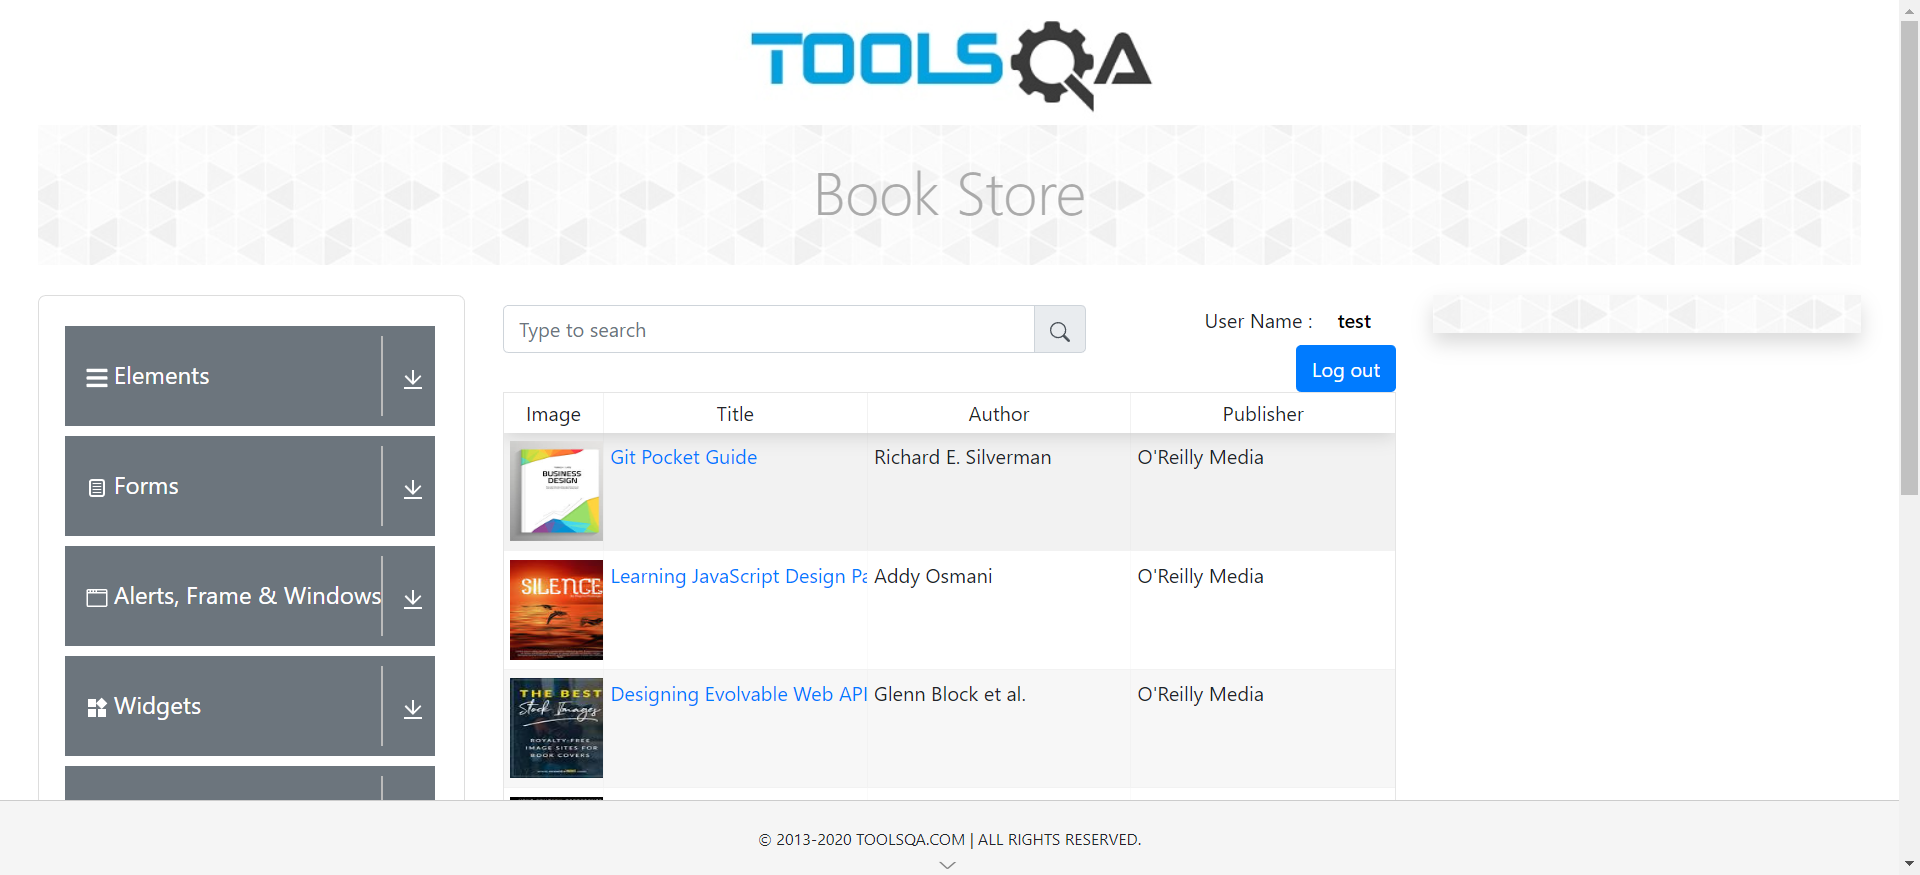 TOOLSQA
Book Store
Elements
Forms
Alerts, Frame & Windows
Widgets
Type to search
User Name : test
Log out
Image Title Author Publisher
BUSINESS
DESIGN
Git Pocket Guide Richard E. Silverman O'Reilly Media
SILENCE
Learning JavaScript Design Pa Addy Osmani O'Reilly Media
THE BEST
Stock Images
ROYALTY-FREE
IMAGE SITES FOR
BOOK COVERS
Designing Evolvable Web API Glenn Block et al. O'Reilly Media
© 2013-2020 TOOLSQA.COM | ALL RIGHTS RESERVED.